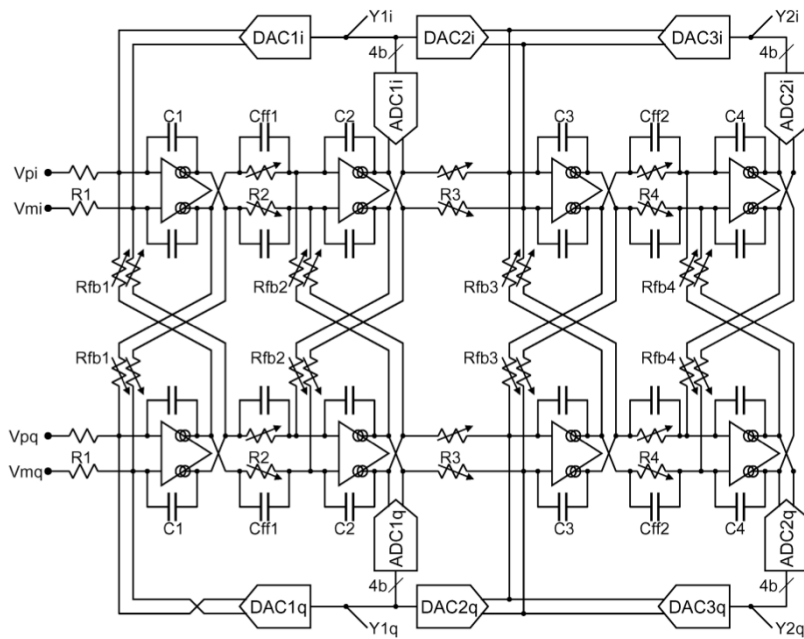 Y1i Y2i
DAC1i DAC2i DAC3i
4b 4b
ADC1i ADC2i
C1 Cff1 C2 C3 Cff2 C4
Vpi
Vmi R1 R2 R3 R4
Rfb1 Rfb2 Rfb3 Rfb4
Rfb1 Rfb2 Rfb3 Rfb4
Vpq
Vmq R1 R2 R3 R4
C1 Cff1 C2 C3 Cff2 C4
ADC1q ADC2q
4b 4b
DAC1q DAC2q DAC3q
Y1q Y2q